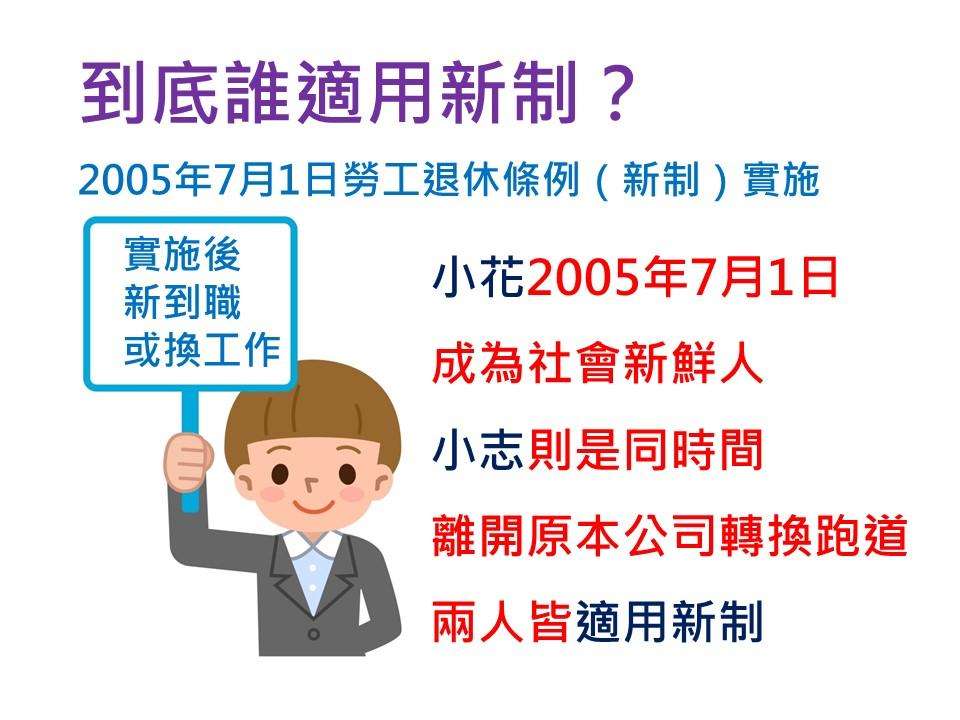 到底誰適用新制？
2005年7月1日勞工退休條例（新制）實施
實施後
新到職
或換工作
小花2005年7月1日
成為社會新鮮人
小志則是同時間
離開原本公司轉換跑道
兩人皆適用新制